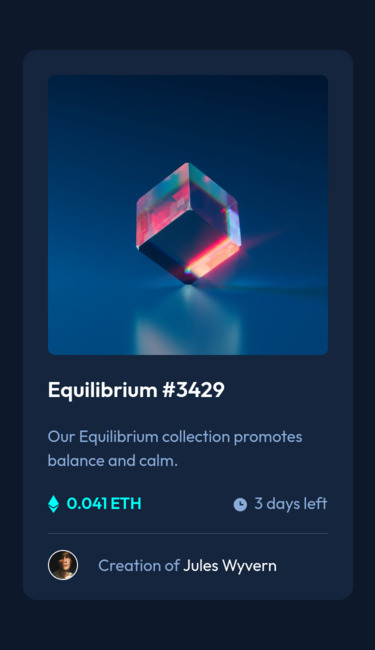 Equilibrium #3429
Our Equilibrium collection promotes
balance and calm.
0.041 ETH
3 days left
Creation of Jules Wyvern